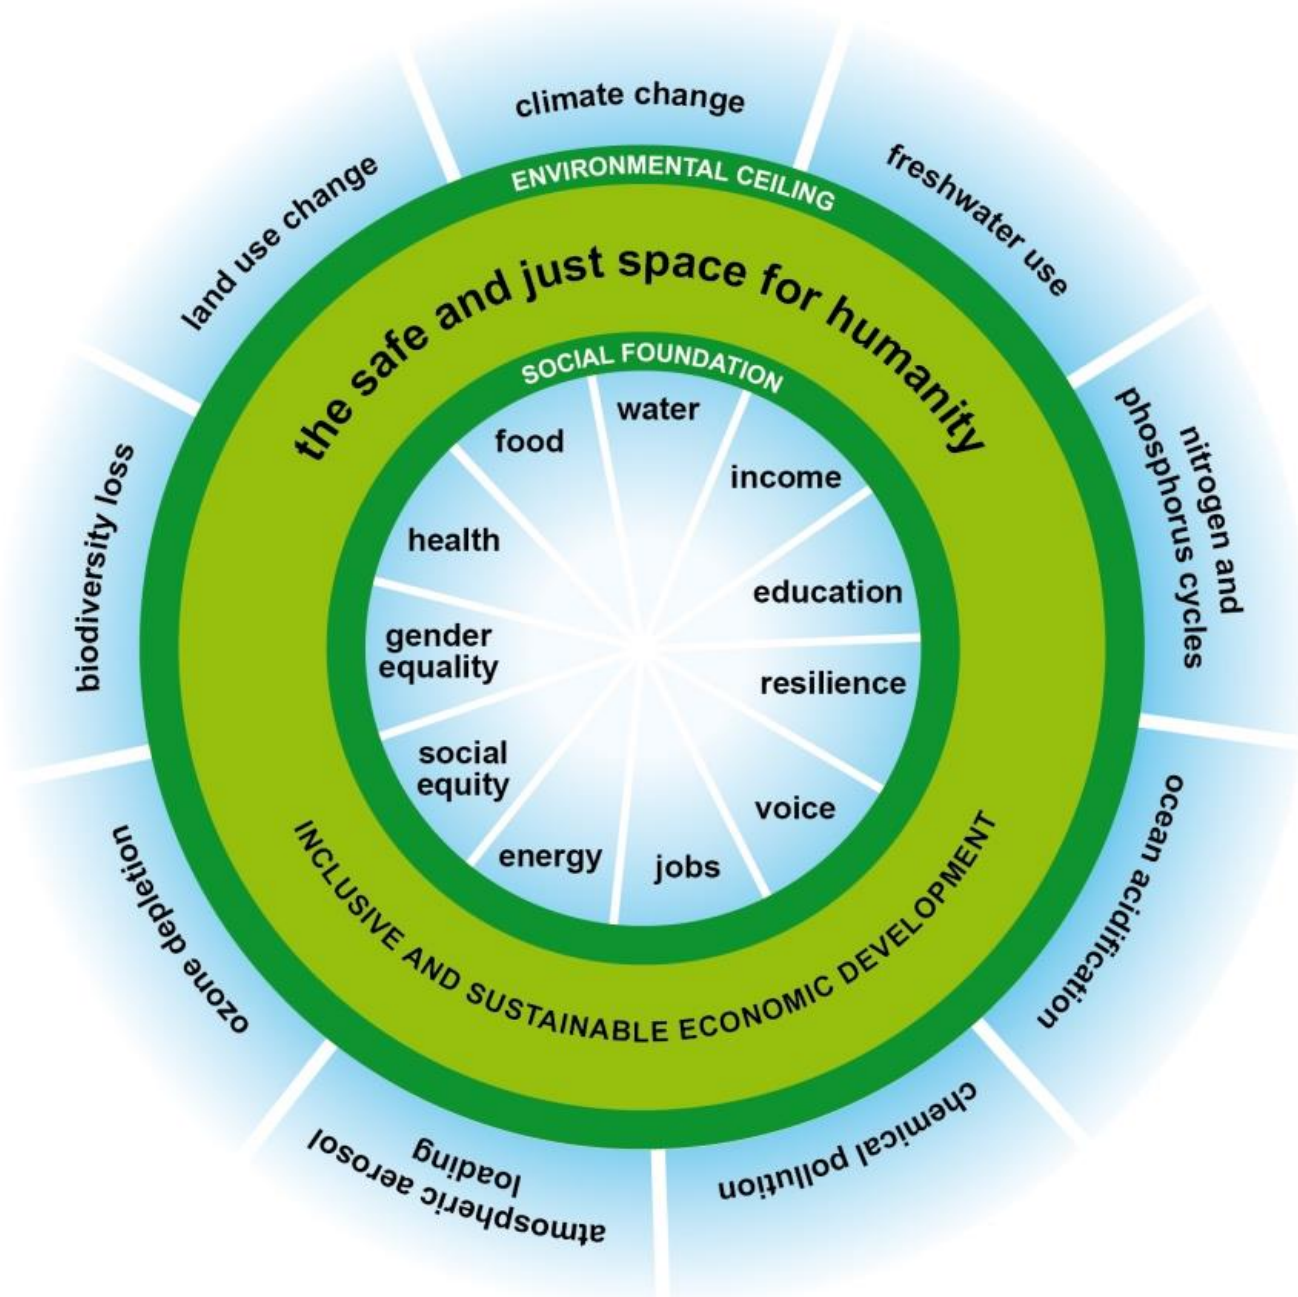 climate change
freshwater use
nitrogen and
phosphorus cycles
ocean acidification
chemical pollution
atmospheric aerosol
loading
ozone depletion
biodiversity loss
land use change
ENVIRONMENTAL CEILING
the safe and just space for humanity
SOCIAL FOUNDATION
water
income
education
resilience
voice
jobs
energy
social
equity
gender
equality
health
food
INCLUSIVE AND SUSTAINABLE ECONOMIC DEVELOPMENT